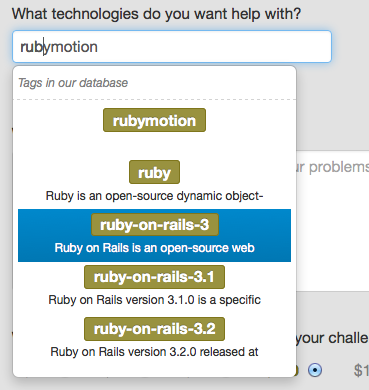 What technologies do you want help with?
rubymotion
Tags in our database
rubymotion
ruby
Ruby is an open-source dynamic object-
ur problems
ruby-on-rails-3
Ruby on Rails is an open-source web
ruby-on-rails-3.1
Ruby on Rails version 3.1.0 is a specific
ruby-on-rails-3.2
your challe
Ruby on Rails version 3.2.0 released at
$1